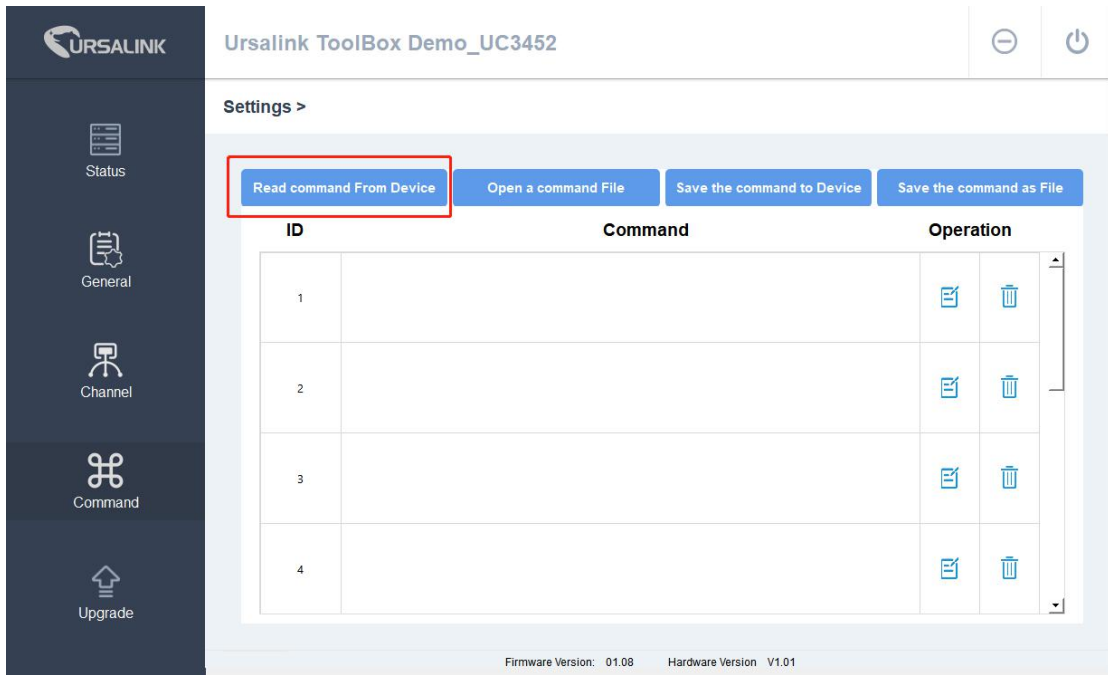 URSALINK
Ursalink ToolBox Demo_UC3452
Settings >
Status
General
Channel
Command
Upgrade
Read command From Device
Open a command File
Save the command to Device
Save the command as File
ID
Command
Operation
1
2
3
4
Firmware Version: 01.08
Hardware Version V1.01